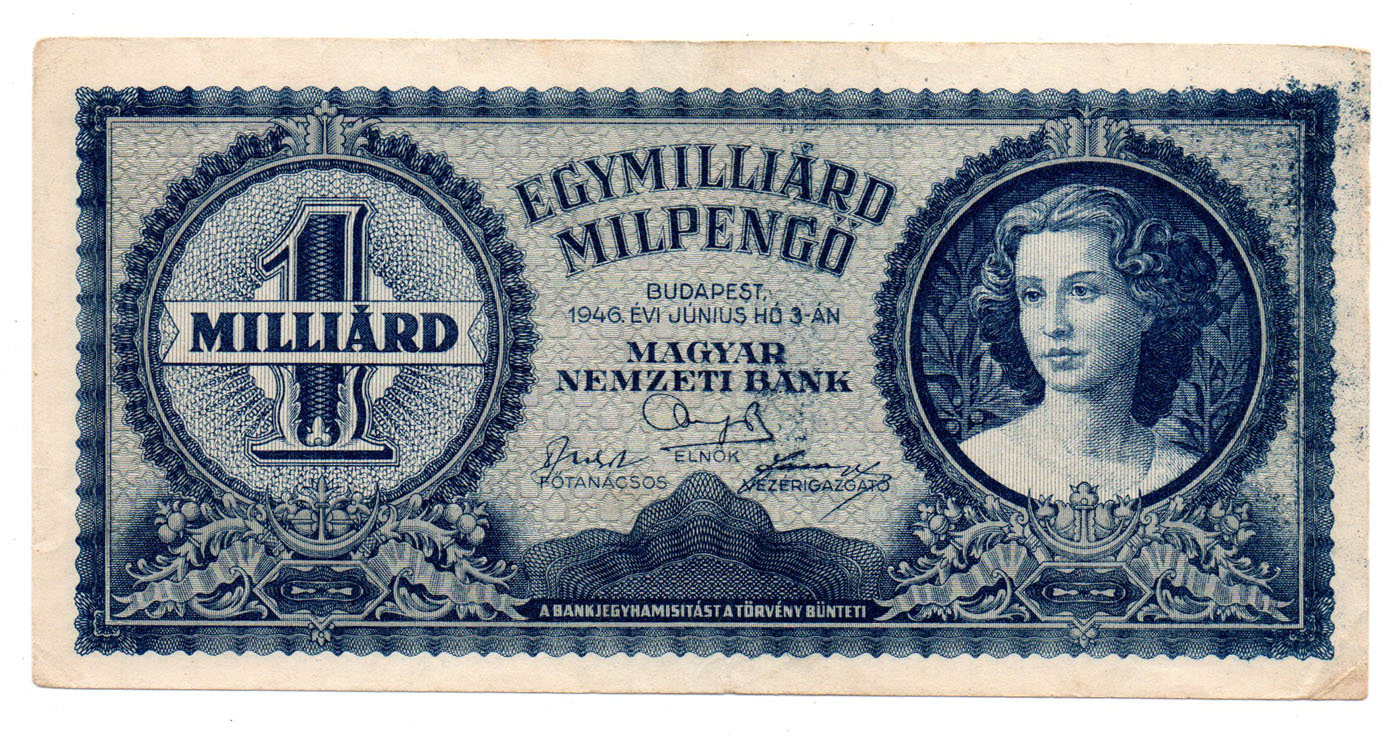 EGYMILLIÁRD
MILPENGŐ
1
MILLIÁRD
BUDAPEST,
1946. ÉVI JÚNIUS HÓ 3-ÁN
MAGYAR
NEMZETI BANK
ELNÖK
FŐTANÁCSOS
VEZÉRIGAZGATÓ
A BANKJEGYHAMISITÁST A TÖRVÉNY BÜNTETI